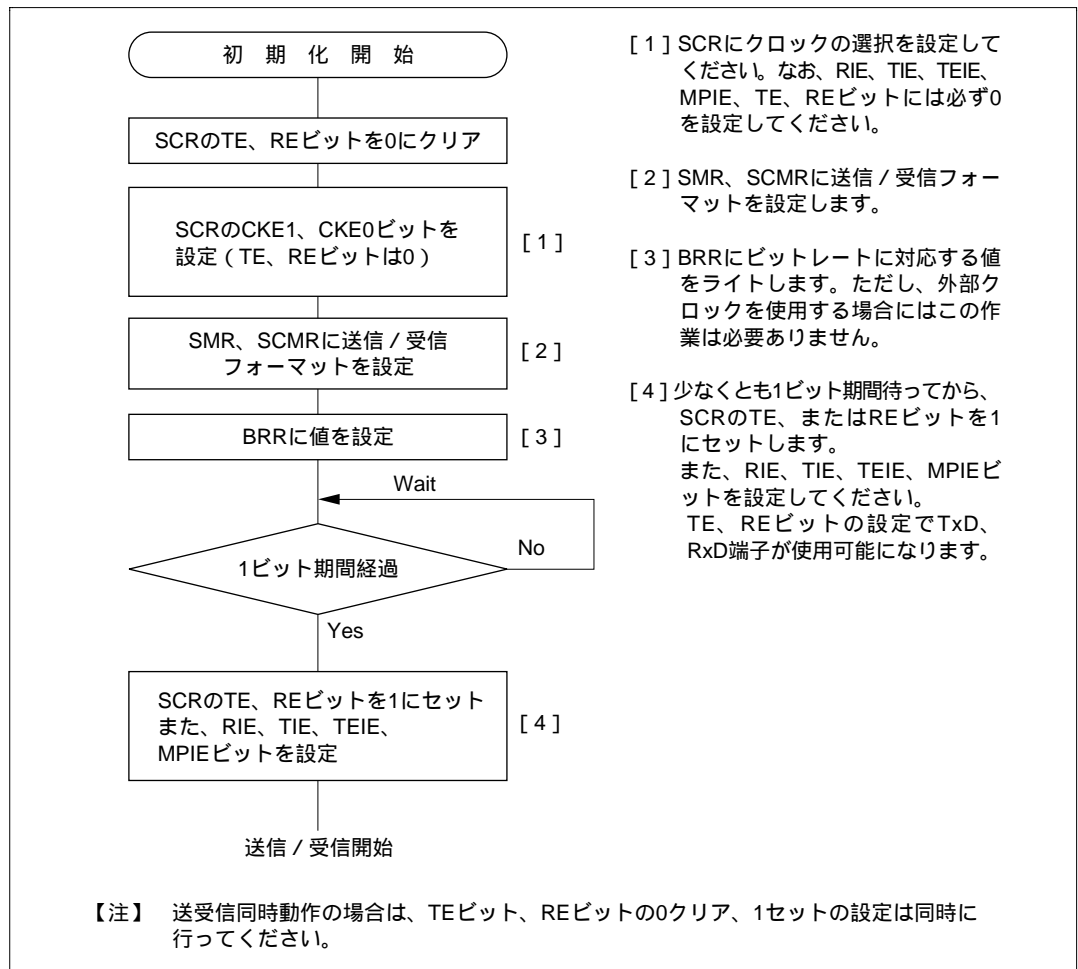 初 期 化 開 始
SCRのTE、REビットを0にクリア
SCRのCKE1、CKE0ビットを
設定（TE、REビットは0）
[ 1 ]
SMR、SCMRに送信 / 受信
フォーマットを設定
[ 2 ]
BRRに値を設定
[ 3 ]
Wait
1ビット期間経過
No
Yes
SCRのTE、REビットを1にセット
また、RIE、TIE、TEIE、
MPIEビットを設定
[ 4 ]
送信 / 受信開始
[ 1 ] SCRにクロックの選択を設定して
ください。なお、RIE、TIE、TEIE、
MPIE、TE、REビットには必ず0
を設定してください。
[ 2 ] SMR、SCMRに送信 / 受信フォー
マットを設定します。
[ 3 ] BRRにビットレートに対応する値
をライトします。ただし、外部ク
ロックを使用する場合にはこの作
業は必要ありません。
[ 4 ] 少なくとも1ビット期間待ってから、
SCRのTE、またはREビットを1
にセットします。
また、RIE、TIE、TEIE、MPIEビ
ットを設定してください。
TE、REビットの設定でTxD、
RxD端子が使用可能になります。
【注】 送受信同時動作の場合は、TEビット、REビットの0クリア、1セットの設定は同時に
行ってください。